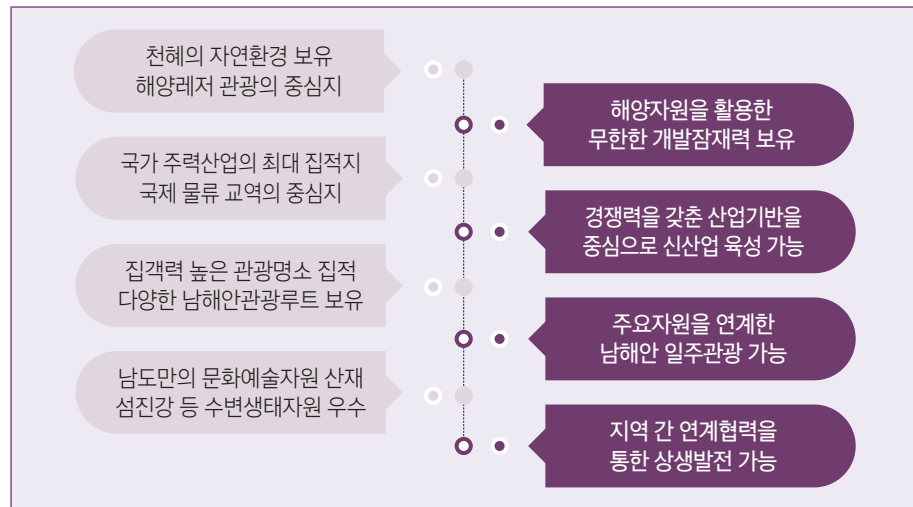 천혜의 자연환경 보유
해양레저 관광의 중심지
해양자원을 활용한
무한한 개발잠재력 보유
국가 주력산업의 최대 집적지
국제 물류 교역의 중심지
경쟁력을 갖춘 산업기반을
중심으로 신산업 육성 가능
집객력 높은 관광명소 집적
다양한 남해안관광루트 보유
주요자원을 연계한
남해안 일주관광 가능
남도만의 문화예술자원 산재
섬진강 등 수변생태자원 우수
지역 간 연계협력을
통한 상생발전 가능